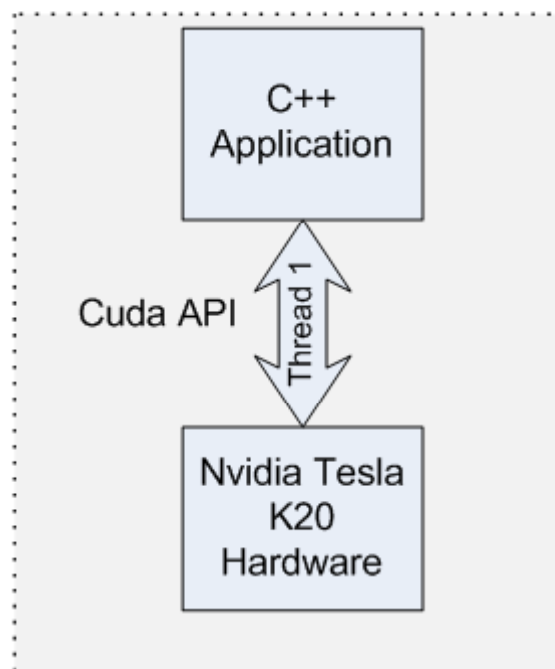 C++
Application
Cuda API
Thread 1
Nvidia Tesla
K20
Hardware